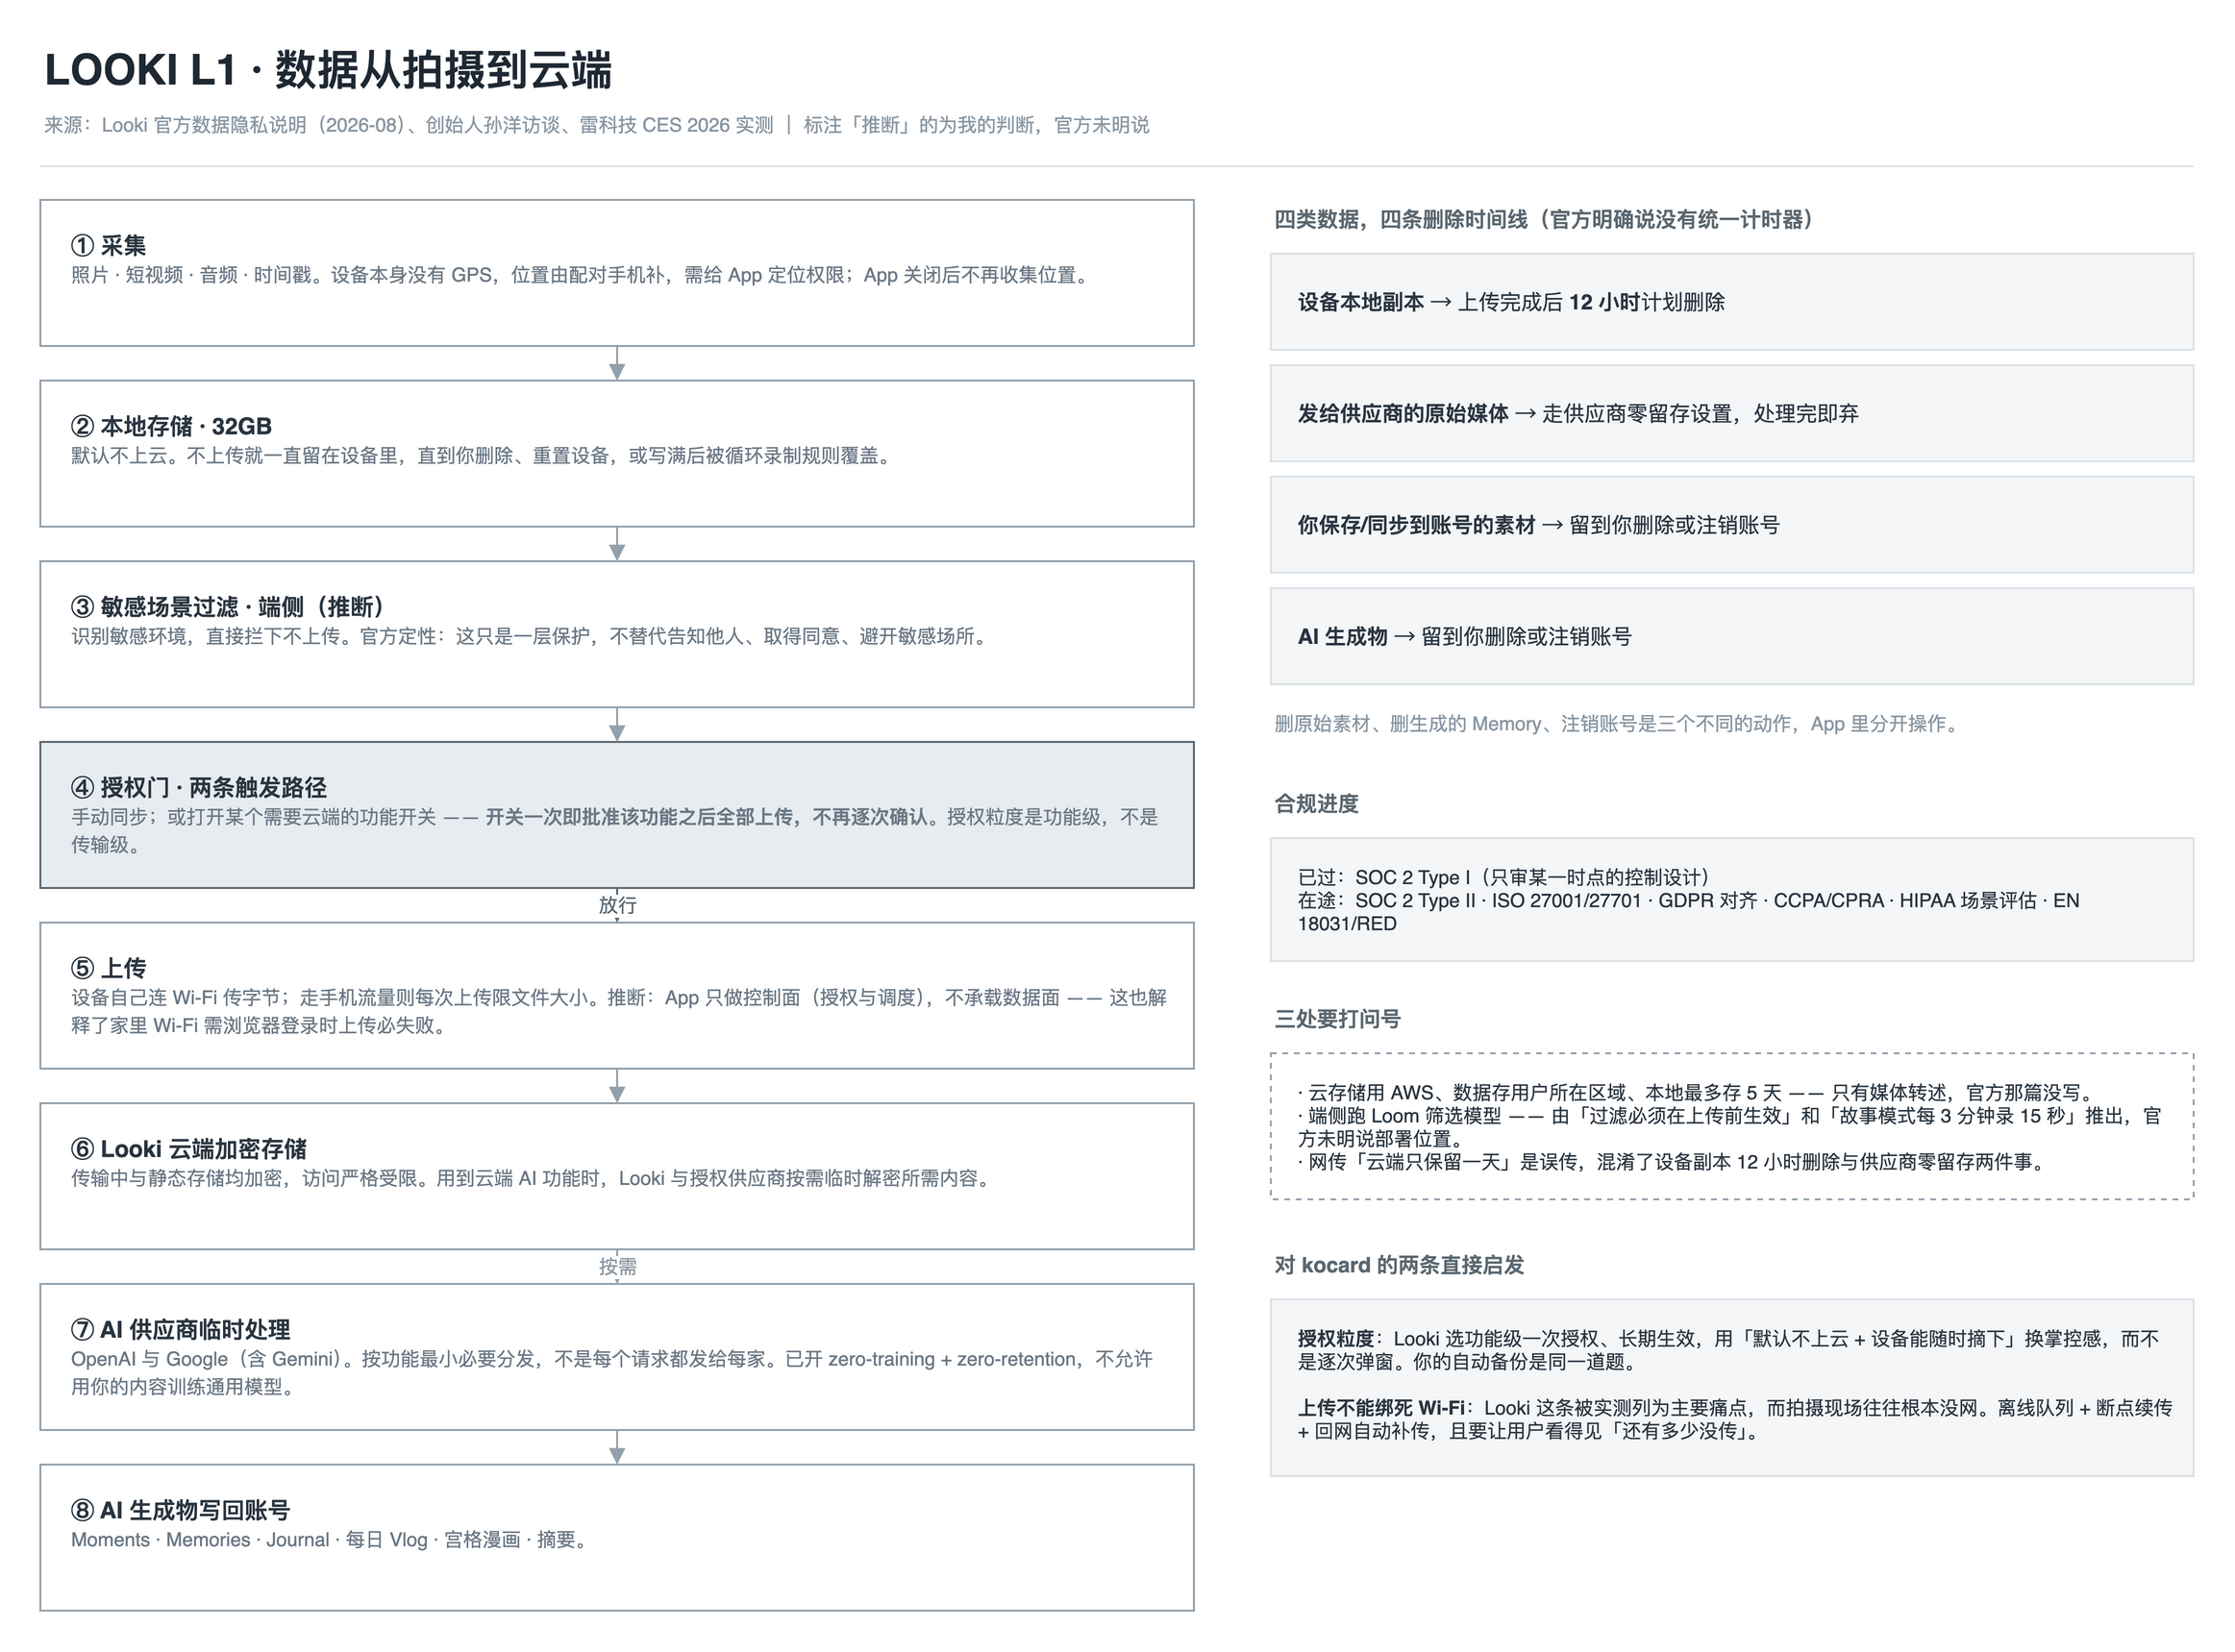 LOOKI L1 · 数据从拍摄到云端
来源：Looki 官方数据隐私说明（2026-08）、创始人孙洋访谈、雷科技 CES 2026 实测 ｜ 标注「推断」的为我的判断，官方未明说
① 采集
照片 · 短视频 · 音频 · 时间戳。设备本身没有 GPS，位置由配对手机补，需给 App 定位权限；App 关闭后不再收集位置。
② 本地存储 · 32GB
默认不上云。不上传就一直留在设备里，直到你删除、重置设备，或写满后被循环录制规则覆盖。
③ 敏感场景过滤 · 端侧（推断）
识别敏感环境，直接拦下不上传。官方定性：这只是一层保护，不替代告知他人、取得同意、避开敏感场所。
④ 授权门 · 两条触发路径
手动同步；或打开某个需要云端的功能开关 —— 开关一次即批准该功能之后全部上传，不再逐次确认。授权粒度是功能级，不是
传输级。
放行
⑤ 上传
设备自己连 Wi-Fi 传字节；走手机流量则每次上传限文件大小。推断：App 只做控制面（授权与调度），不承载数据面 —— 这也解
释了家里 Wi-Fi 需浏览器登录时上传必失败。
⑥ Looki 云端加密存储
传输中与静态存储均加密，访问严格受限。用到云端 AI 功能时，Looki 与授权供应商按需临时解密所需内容。
按需
⑦ AI 供应商临时处理
OpenAI 与 Google（含 Gemini）。按功能最小必要分发，不是每个请求都发给每家。已开 zero-training + zero-retention，不允许
用你的内容训练通用模型。
⑧ AI 生成物写回账号
Moments · Memories · Journal · 每日 Vlog · 宫格漫画 · 摘要。
四类数据，四条删除时间线（官方明确说没有统一计时器）
设备本地副本 → 上传完成后 12 小时计划删除
发给供应商的原始媒体 → 走供应商零留存设置，处理完即弃
你保存/同步到账号的素材 → 留到你删除或注销账号
AI 生成物 → 留到你删除或注销账号
删原始素材、删生成的 Memory、注销账号是三个不同的动作，App 里分开操作。
合规进度
已过：SOC 2 Type I（只审某一时点的控制设计）
在途：SOC 2 Type II · ISO 27001/27701 · GDPR 对齐 · CCPA/CPRA · HIPAA 场景评估 · EN
18031/RED
三处要打问号
· 云存储用 AWS、数据存用户所在区域、本地最多存 5 天 —— 只有媒体转述，官方那篇没写。
· 端侧跑 Loom 筛选模型 —— 由「过滤必须在上传前生效」和「故事模式每 3 分钟录 15 秒」推出，官
方未明说部署位置。
· 网传「云端只保留一天」是误传，混淆了设备副本 12 小时删除与供应商零留存两件事。
对 kocard 的两条直接启发
授权粒度：Looki 选功能级一次授权、长期生效，用「默认不上云 + 设备能随时摘下」换掌控感，而不
是逐次弹窗。你的自动备份是同一道题。
上传不能绑死 Wi-Fi：Looki 这条被实测列为主要痛点，而拍摄现场往往根本没网。离线队列 + 断点续传
+ 回网自动补传，且要让用户看得见「还有多少没传」。